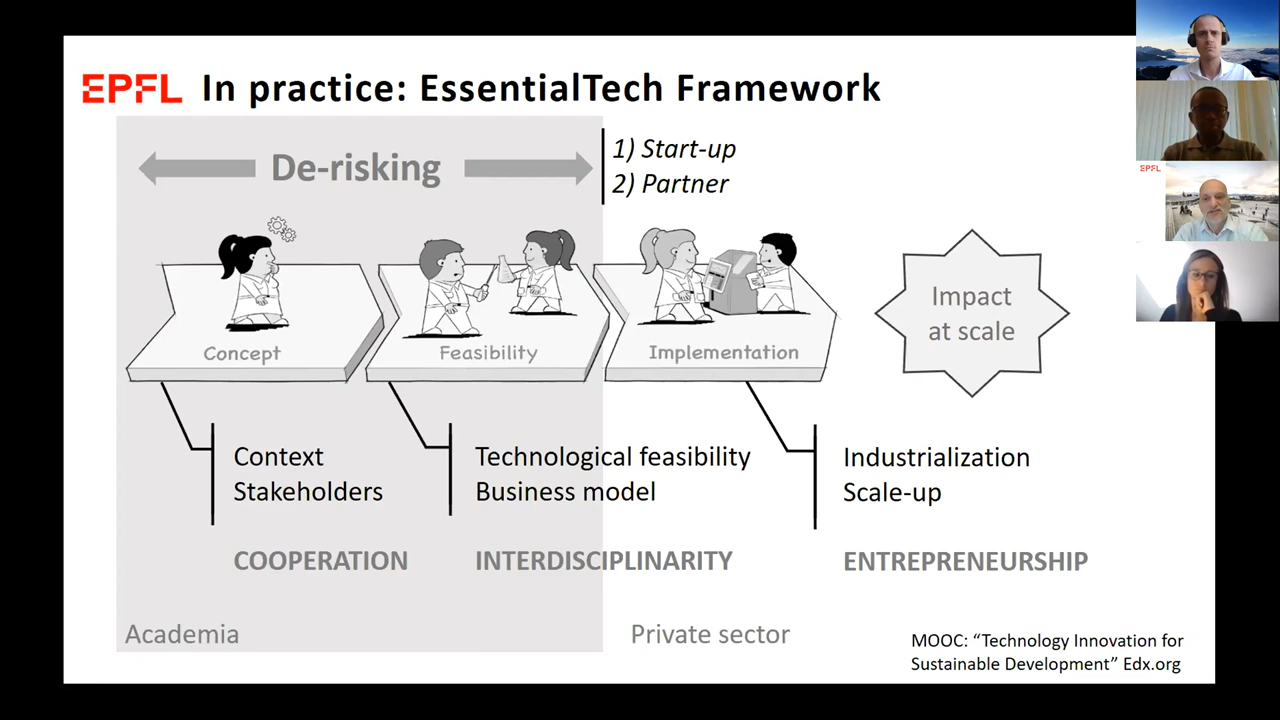 EPFL In practice: EssentialTech Framework
De-risking
1) Start-up
2) Partner
Concept
Feasibility
Implementation
Impact
at scale
Context
Stakeholders
Technological feasibility
Business model
Industrialization
Scale-up
COOPERATION
INTERDISCIPLINARITY
ENTREPRENEURSHIP
Academia
Private sector
MOOC: “Technology Innovation for
Sustainable Development” Edx.org
EPFL